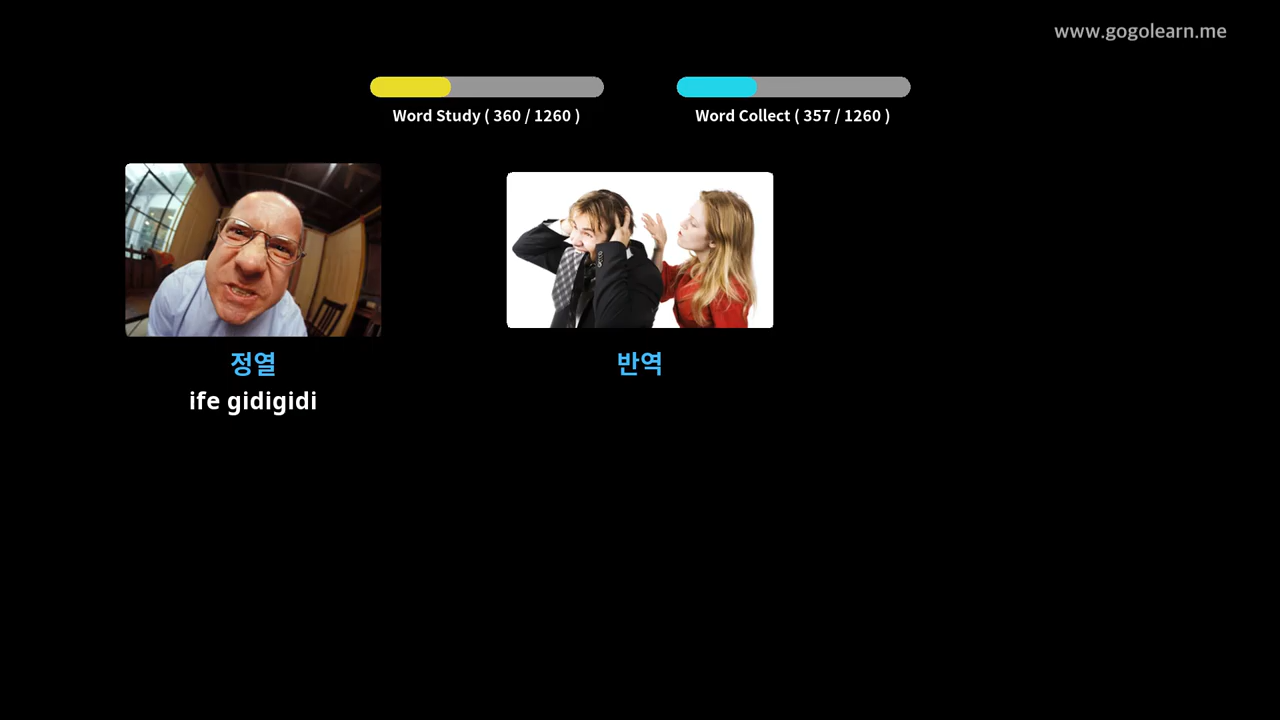 www.gogolearn.me
Word Study ( 360 / 1260 )
Word Collect ( 357 / 1260 )
정열
반역
ife gidigidi